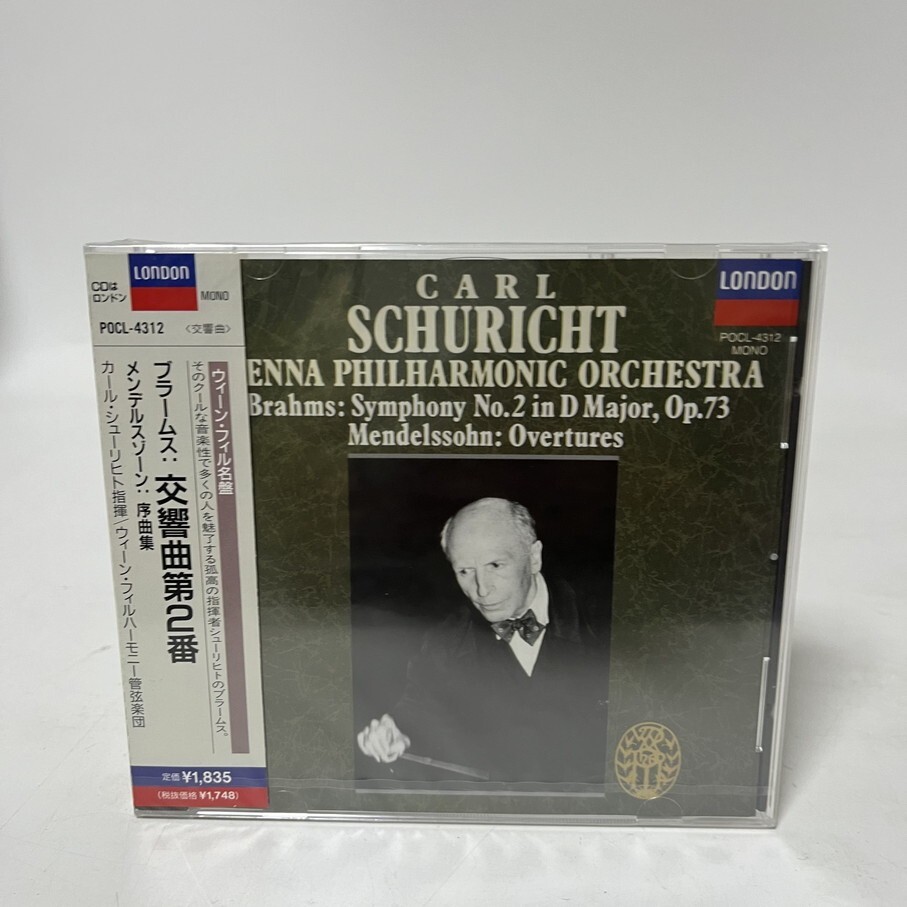 CDは
ロンドン
LONDON
MONO
POCL-4312
〈交響曲〉
ウィーン・フィル名盤
そのクールな音楽性で多くの人を魅了する孤高の指揮者シューリヒトのブラームス。
ブラームス：交響曲第2番
メンデルスゾーン：序曲集
カール・シューリヒト指揮/ウィーン・フィルハーモニー管弦楽団
定価 ¥1,835
(税抜価格 ¥1,748)
LONDON
POCL-4312
MONO
CARL
SCHURICHT
ENNA PHILHARMONIC ORCHESTRA
Brahms: Symphony No.2 in D Major, Op.73
Mendelssohn: Overtures